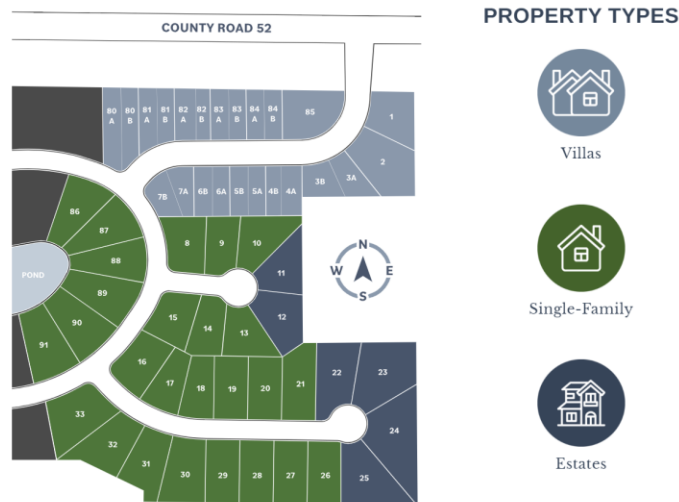 PROPERTY TYPES
COUNTY ROAD 52
80 A
80 B
81 A
81 B
82 A
82 B
83 A
83 B
84 A
84 B
85
1
2
3A
3B
4A
4B
5A
5B
6A
6B
7A
7B
Villas
86
87
88
89
90
91
POND
8
9
10
11
12
N
W
E
S
15
14
13
Single-Family
16
17
18
19
20
21
22
23
24
25
33
32
31
30
29
28
27
26
Estates